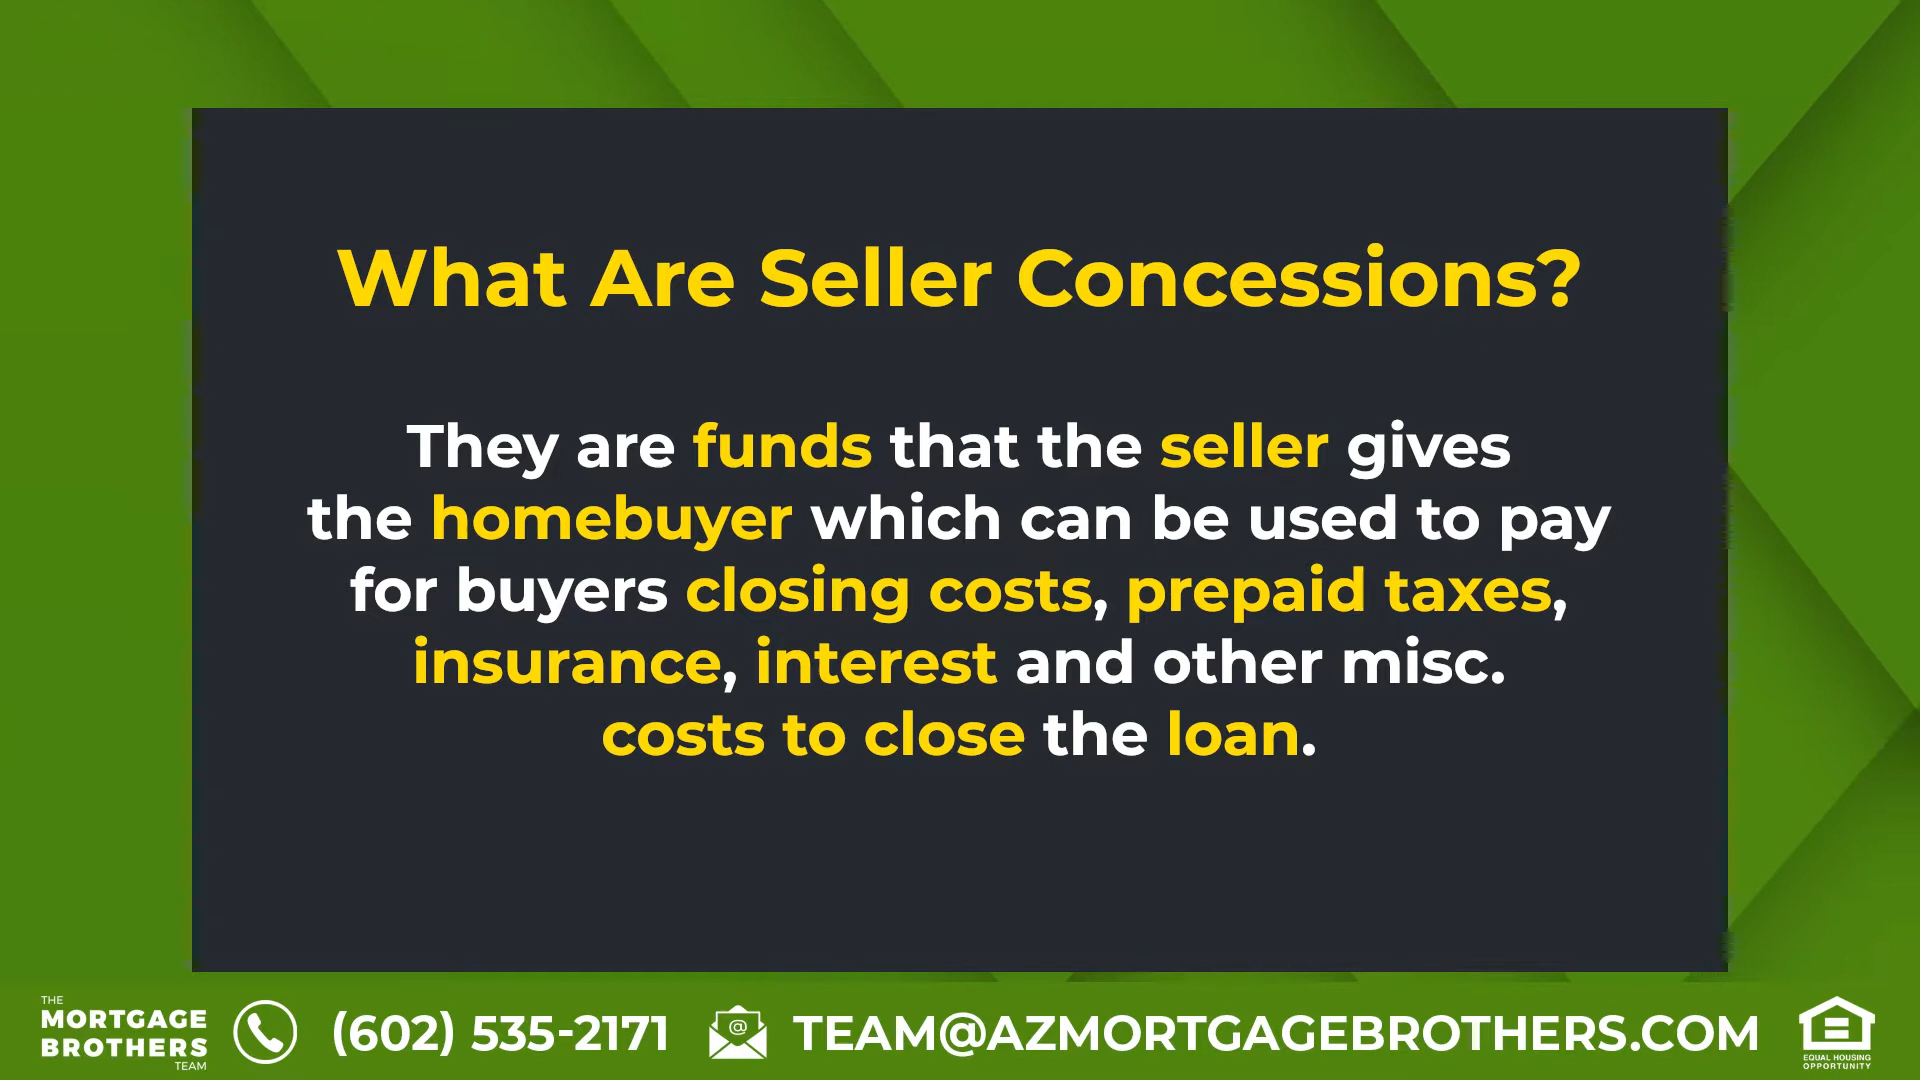 What Are Seller Concessions?
They are funds that the seller gives
the homebuyer which can be used to pay
for buyers closing costs, prepaid taxes,
insurance, interest and other misc.
costs to close the loan.
THE
MORTGAGE
BROTHERS
TEAM
(602) 535-2171
@
TEAM@AZMORTGAGEBROTHERS.COM
EQUAL HOUSING
OPPORTUNITY